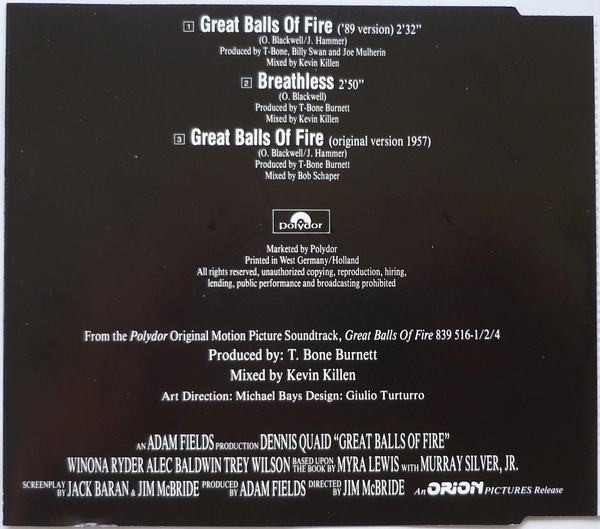 1 Great Balls Of Fire ('89 version) 2'32"
(O. Blackwell/J. Hammer)
Produced by T-Bone, Billy Swan and Joe Mulherin
Mixed by Kevin Killen
2 Breathless 2'50"
(O. Blackwell)
Produced by T-Bone Burnett
Mixed by Kevin Killen
3 Great Balls Of Fire (original version 1957)
(O. Blackwell/J. Hammer)
Produced by T-Bone Burnett
Mixed by Bob Schaper
polydor
Marketed by Polydor
Printed in West Germany/Holland
All rights reserved, unauthorized copying, reproduction, hiring,
lending, public performance and broadcasting prohibited
From the Polydor Original Motion Picture Soundtrack, Great Balls Of Fire 839 516-1/2/4
Produced by: T. Bone Burnett
Mixed by Kevin Killen
Art Direction: Michael Bays Design: Giulio Turturro
AN ADAM FIELDS PRODUCTION DENNIS QUAID "GREAT BALLS OF FIRE"
WINONA RYDER ALEC BALDWIN TREY WILSON BASED UPON THE BOOK BY MYRA LEWIS WITH MURRAY SILVER, JR.
SCREENPLAY BY JACK BARAN & JIM McBRIDE PRODUCED BY ADAM FIELDS DIRECTED BY JIM McBRIDE An ORION PICTURES Release